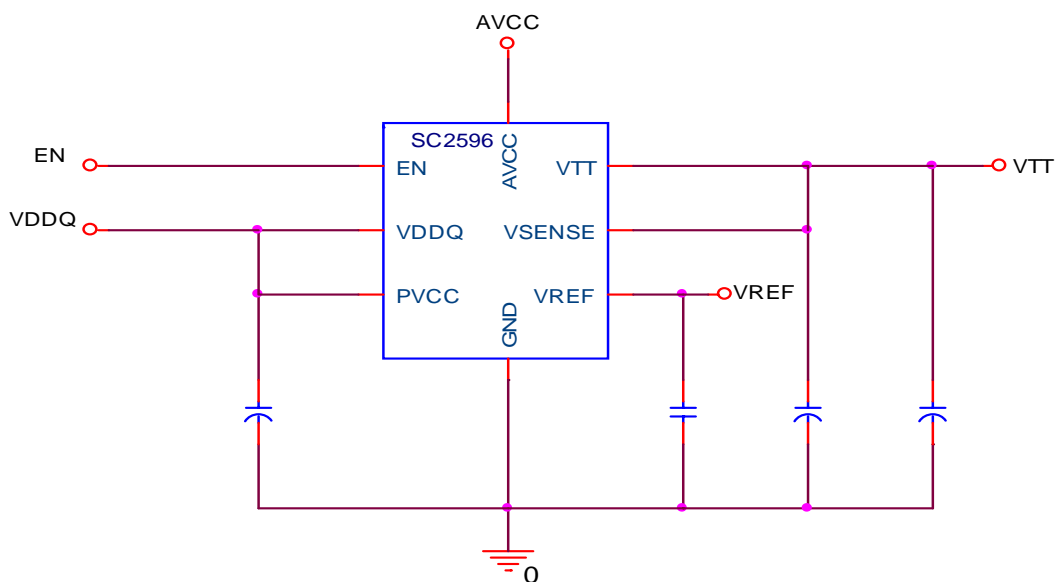 AVCC
SC2596
EN
EN
AVCC
VTT
VTT
VDDQ
VDDQ
VSENSE
PVCC
VREF
VREF
GND
0